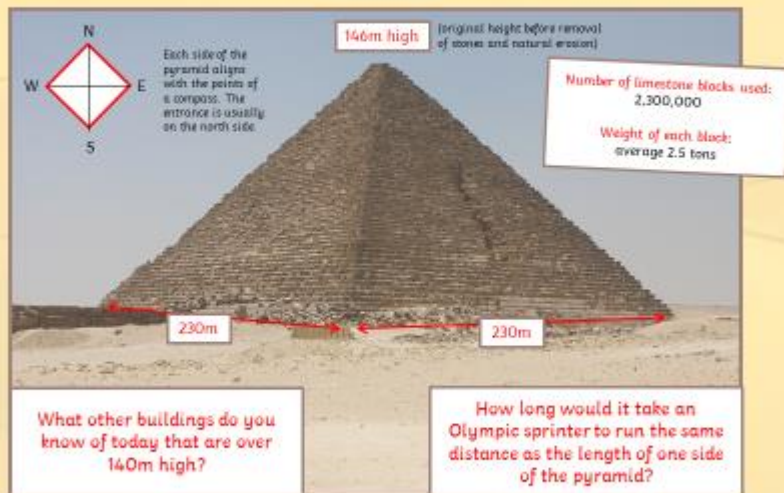 N
W
E
S
Each side of the
pyramid aligns
with the points of
a compass. The
entrance is usually
on the north side.
146m high
(original height before removal
of stones and natural erosion)
Number of limestone blocks used:
2,300,000
Weight of each block:
average 2.5 tons
230m
230m
What other buildings do you
know of today that are over
140m high?
How long would it take an
Olympic sprinter to run the same
distance as the length of one side
of the pyramid?